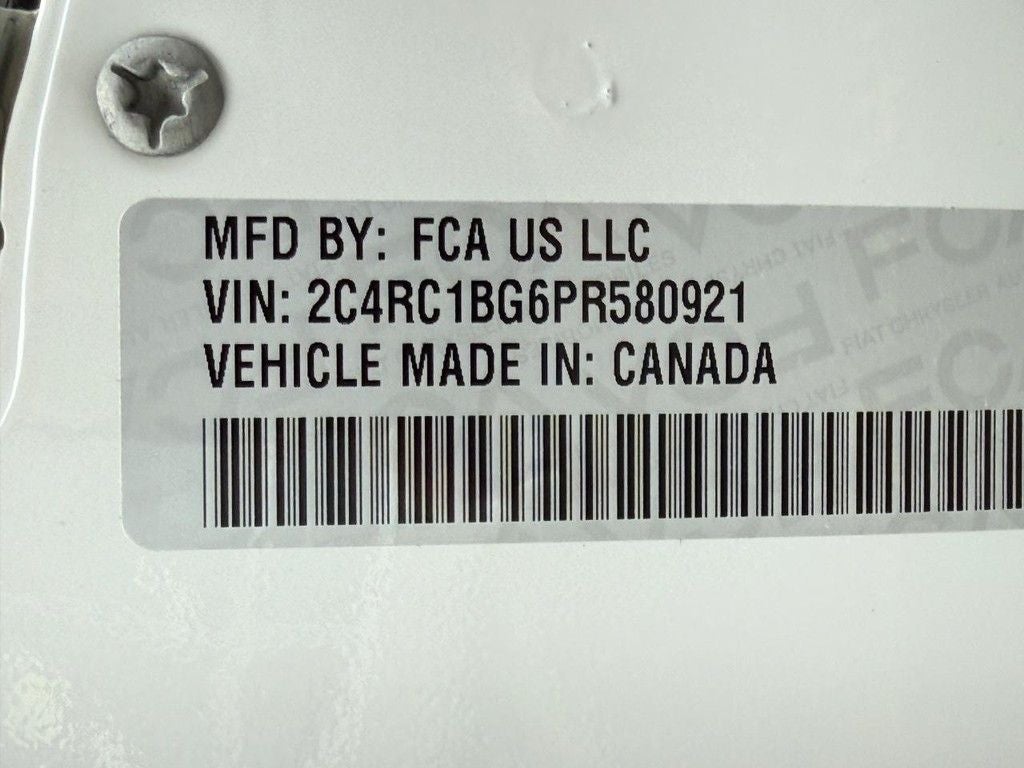 MFD BY: FCA US LLC
VIN: 2C4RC1BG6PR580921
VEHICLE MADE IN: CANADA